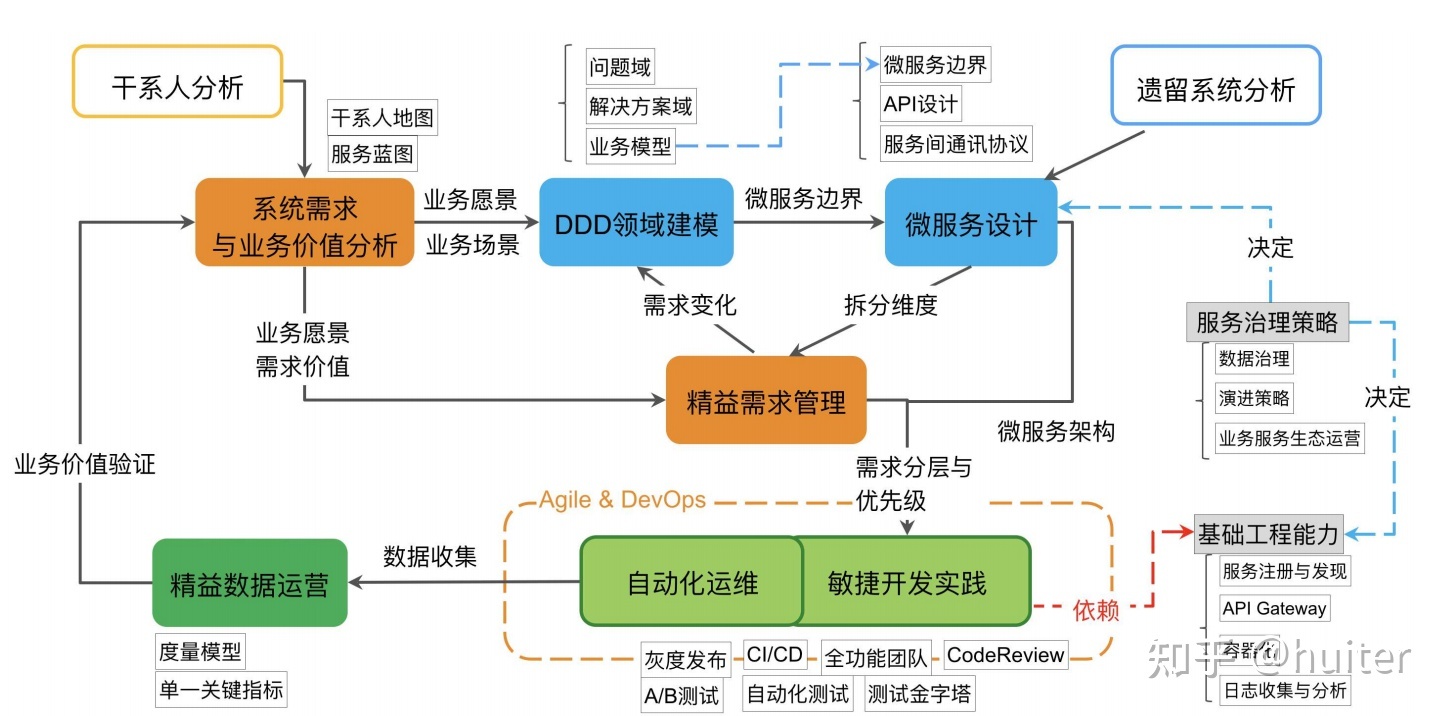 干系人分析
干系人地图
服务蓝图
问题域
解决方案域
业务模型
微服务边界
API设计
服务间通讯协议
遗留系统分析
系统需求
与业务价值分析
业务愿景
业务场景
DDD领域建模
微服务边界
微服务设计
决定
需求变化
拆分维度
业务愿景
需求价值
精益需求管理
微服务架构
服务治理策略
数据治理
演进策略
业务服务生态运营
决定
业务价值验证
需求分层与
优先级
Agile & DevOps
精益数据运营
数据收集
自动化运维
敏捷开发实践
依赖
基础工程能力
服务注册与发现
API Gateway
容器化
日志收集与分析
度量模型
单一关键指标
灰度发布
CI/CD
全功能团队
CodeReview
A/B测试
自动化测试
测试金字塔
知乎 @huiter